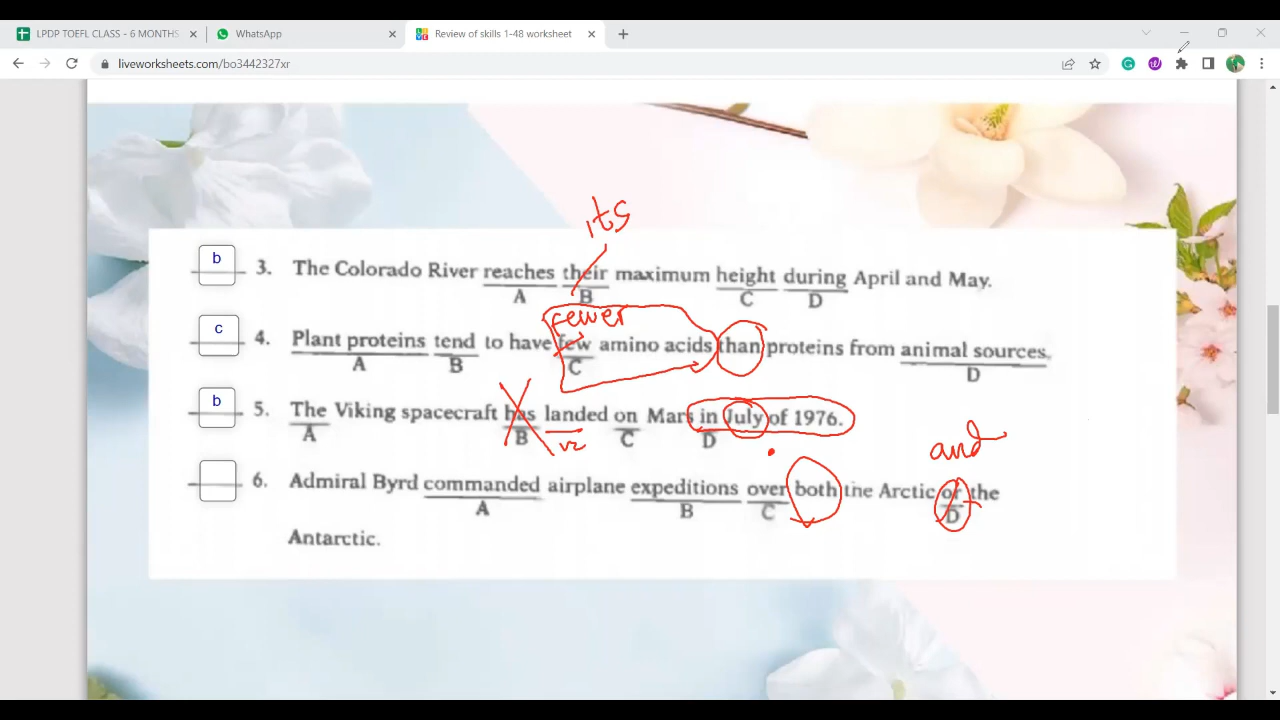 LPDP TOEFL CLASS - 6 MONTHS
WhatsApp
Review of skills 1-48 worksheet
liveworksheets.com/bo3442327xr
its
b 3. The Colorado River reaches their maximum height during April and May.
A B C D
fewer
c 4. Plant proteins tend to have few amino acids than proteins from animal sources.
A B C D
b 5. The Viking spacecraft has landed on Mars in July of 1976.
A B V2 C D
and
6. Admiral Byrd commanded airplane expeditions over both the Arctic or the
A B C D
Antarctic.